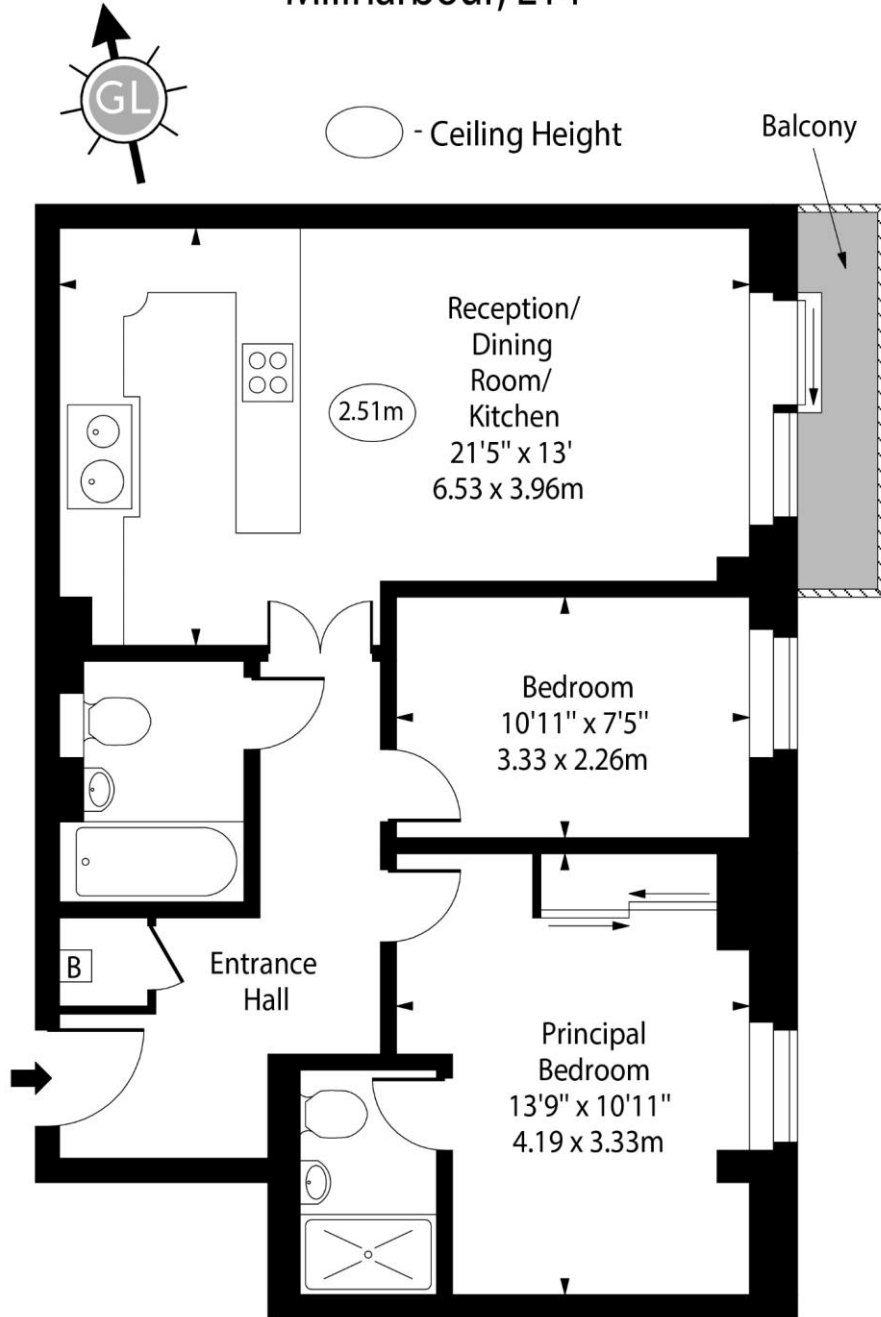 Millharbour, E14
GL
- Ceiling Height
Balcony
Reception/
Dining
Room/
Kitchen
21'5" x 13'
6.53 x 3.96m
2.51m
Bedroom
10'11" x 7'5"
3.33 x 2.26m
B
Entrance
Hall
Principal
Bedroom
13'9" x 10'11"
4.19 x 3.33m